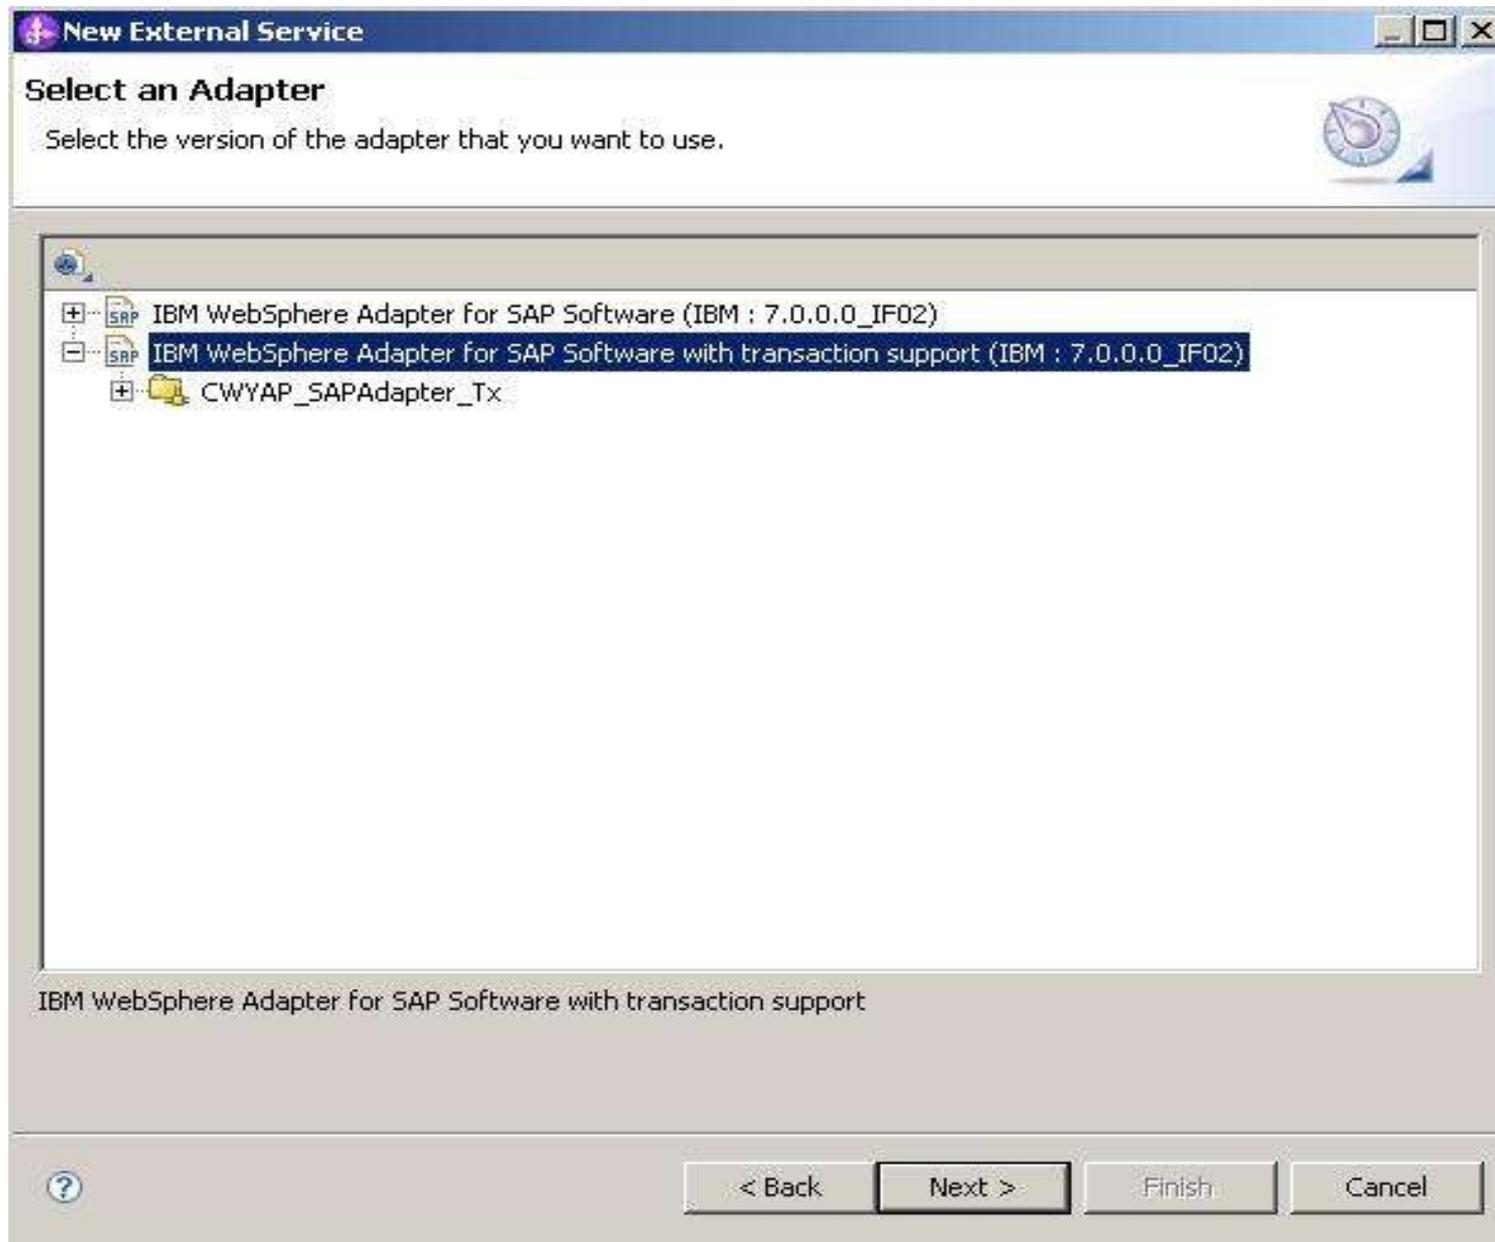 New External Service
Select an Adapter
Select the version of the adapter that you want to use.
SAP IBM WebSphere Adapter for SAP Software (IBM : 7.0.0.0_IF02)
SAP IBM WebSphere Adapter for SAP Software with transaction support (IBM : 7.0.0.0_IF02)
CWYAP_SAPAdapter_Tx
IBM WebSphere Adapter for SAP Software with transaction support
? < Back Next > Finish Cancel